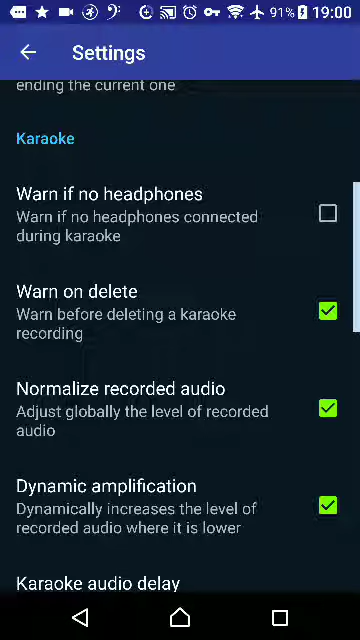 91% 19:00
Settings
ending the current one
Karaoke
Warn if no headphones
Warn if no headphones connected
during karaoke
Warn on delete
Warn before deleting a karaoke
recording
Normalize recorded audio
Adjust globally the level of recorded
audio
Dynamic amplification
Dynamically increases the level of
recorded audio where it is lower
Karaoke audio delay